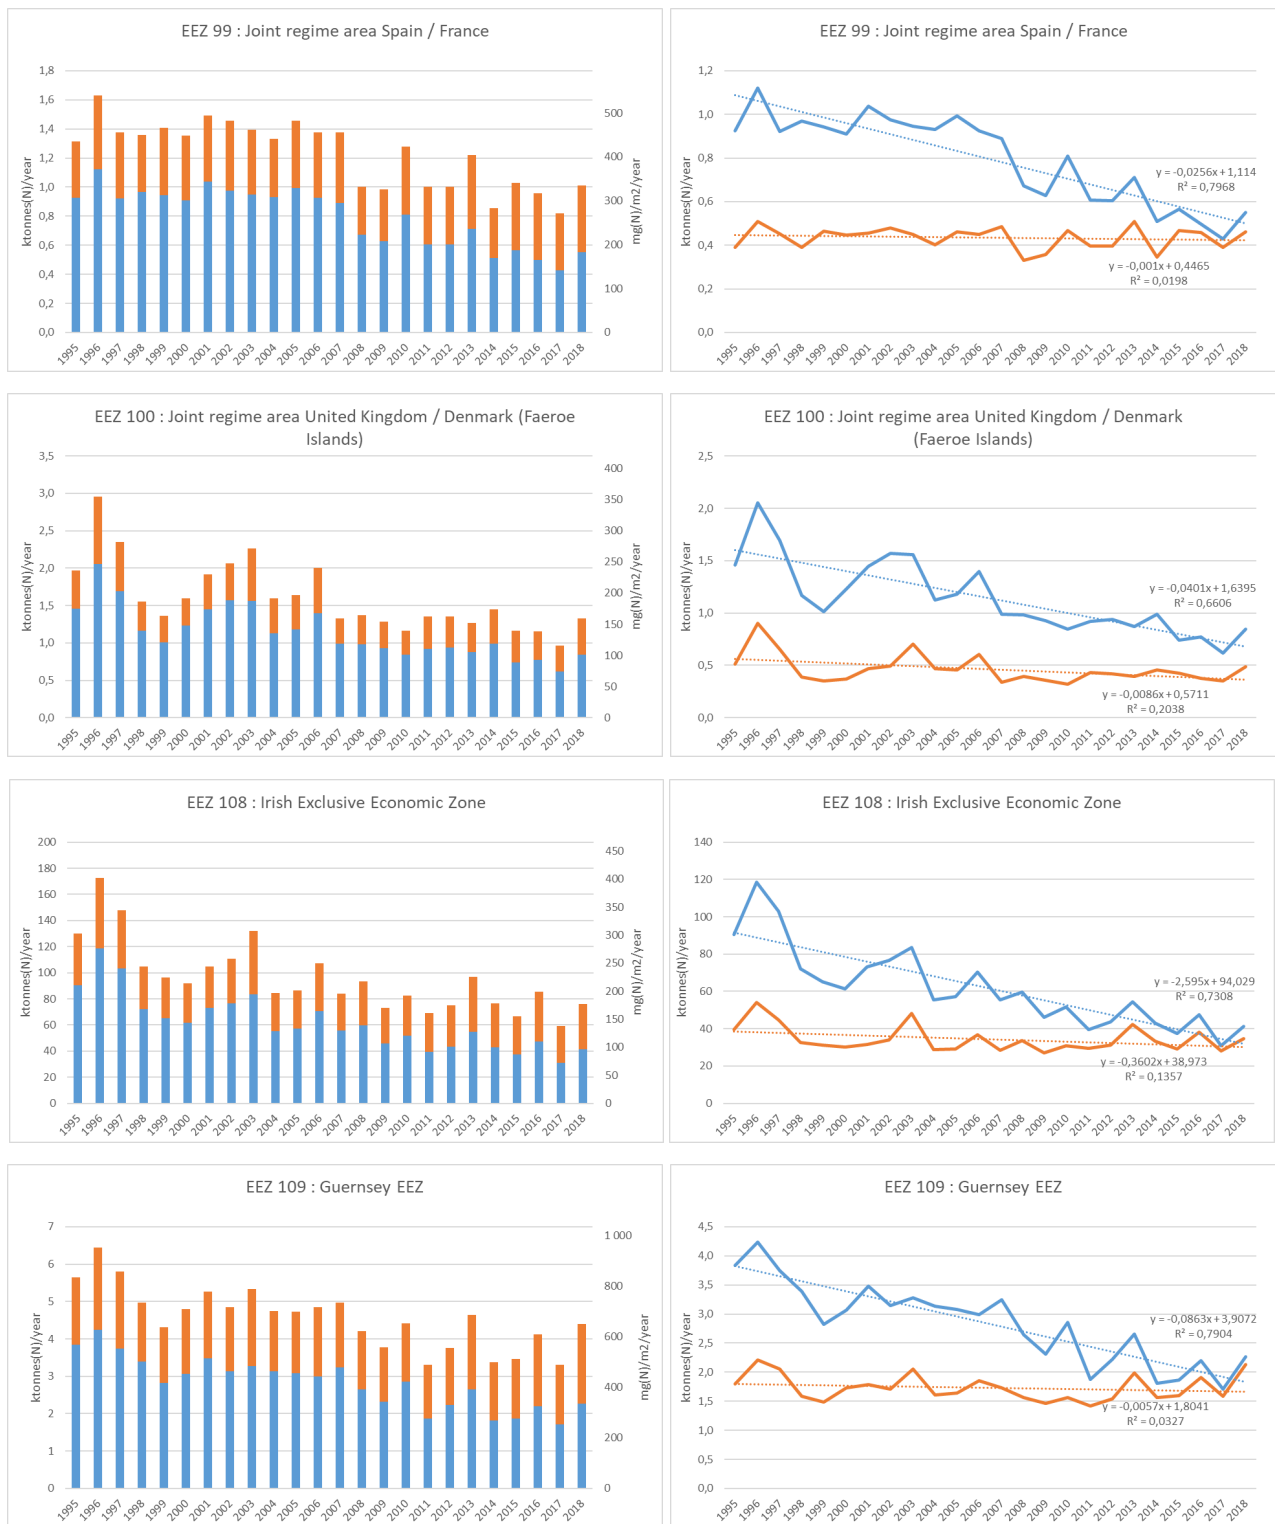 EEZ 99 : Joint regime area Spain / France
1,8
1,6
1,4
1,2
1,0
0,8
0,6
0,4
0,2
0,0
ktonnes(N)/year
500
400
300
200
100
0
mg(N)/m2/year
1995 1996 1997 1998 1999 2000 2001 2002 2003 2004 2005 2006 2007 2008 2009 2010 2011 2012 2013 2014 2015 2016 2017 2018
EEZ 99 : Joint regime area Spain / France
1,2
1,0
0,8
0,6
0,4
0,2
0,0
ktonnes(N)/year
y = -0,0256x + 1,114
R² = 0,7968
y = -0,001x + 0,4465
R² = 0,0198
1995 1996 1997 1998 1999 2000 2001 2002 2003 2004 2005 2006 2007 2008 2009 2010 2011 2012 2013 2014 2015 2016 2017 2018
EEZ 100 : Joint regime area United Kingdom / Denmark (Faeroe
Islands)
3,5
3,0
2,5
2,0
1,5
1,0
0,5
0,0
ktonnes(N)/year
400
350
300
250
200
150
100
50
0
mg(N)/m2/year
1995 1996 1997 1998 1999 2000 2001 2002 2003 2004 2005 2006 2007 2008 2009 2010 2011 2012 2013 2014 2015 2016 2017 2018
EEZ 100 : Joint regime area United Kingdom / Denmark
(Faeroe Islands)
2,5
2,0
1,5
1,0
0,5
0,0
ktonnes(N)/year
y = -0,0401x + 1,6395
R² = 0,6606
y = -0,0086x + 0,5711
R² = 0,2038
1995 1996 1997 1998 1999 2000 2001 2002 2003 2004 2005 2006 2007 2008 2009 2010 2011 2012 2013 2014 2015 2016 2017 2018
EEZ 108 : Irish Exclusive Economic Zone
200
180
160
140
120
100
80
60
40
20
0
ktonnes(N)/year
450
400
350
300
250
200
150
100
50
0
mg(N)/m2/year
1995 1996 1997 1998 1999 2000 2001 2002 2003 2004 2005 2006 2007 2008 2009 2010 2011 2012 2013 2014 2015 2016 2017 2018
EEZ 108 : Irish Exclusive Economic Zone
140
120
100
80
60
40
20
0
ktonnes(N)/year
y = -2,595x + 94,029
R² = 0,7308
y = -0,3602x + 38,973
R² = 0,1357
1995 1996 1997 1998 1999 2000 2001 2002 2003 2004 2005 2006 2007 2008 2009 2010 2011 2012 2013 2014 2015 2016 2017 2018
EEZ 109 : Guernsey EEZ
7
6
5
4
3
2
1
0
ktonnes(N)/year
1 000
800
600
400
200
0
mg(N)/m2/year
1995 1996 1997 1998 1999 2000 2001 2002 2003 2004 2005 2006 2007 2008 2009 2010 2011 2012 2013 2014 2015 2016 2017 2018
EEZ 109 : Guernsey EEZ
4,5
4,0
3,5
3,0
2,5
2,0
1,5
1,0
0,5
0,0
ktonnes(N)/year
y = -0,0863x + 3,9072
R² = 0,7904
y = -0,0057x + 1,8041
R² = 0,0327
1995 1996 1997 1998 1999 2000 2001 2002 2003 2004 2005 2006 2007 2008 2009 2010 2011 2012 2013 2014 2015 2016 2017 2018